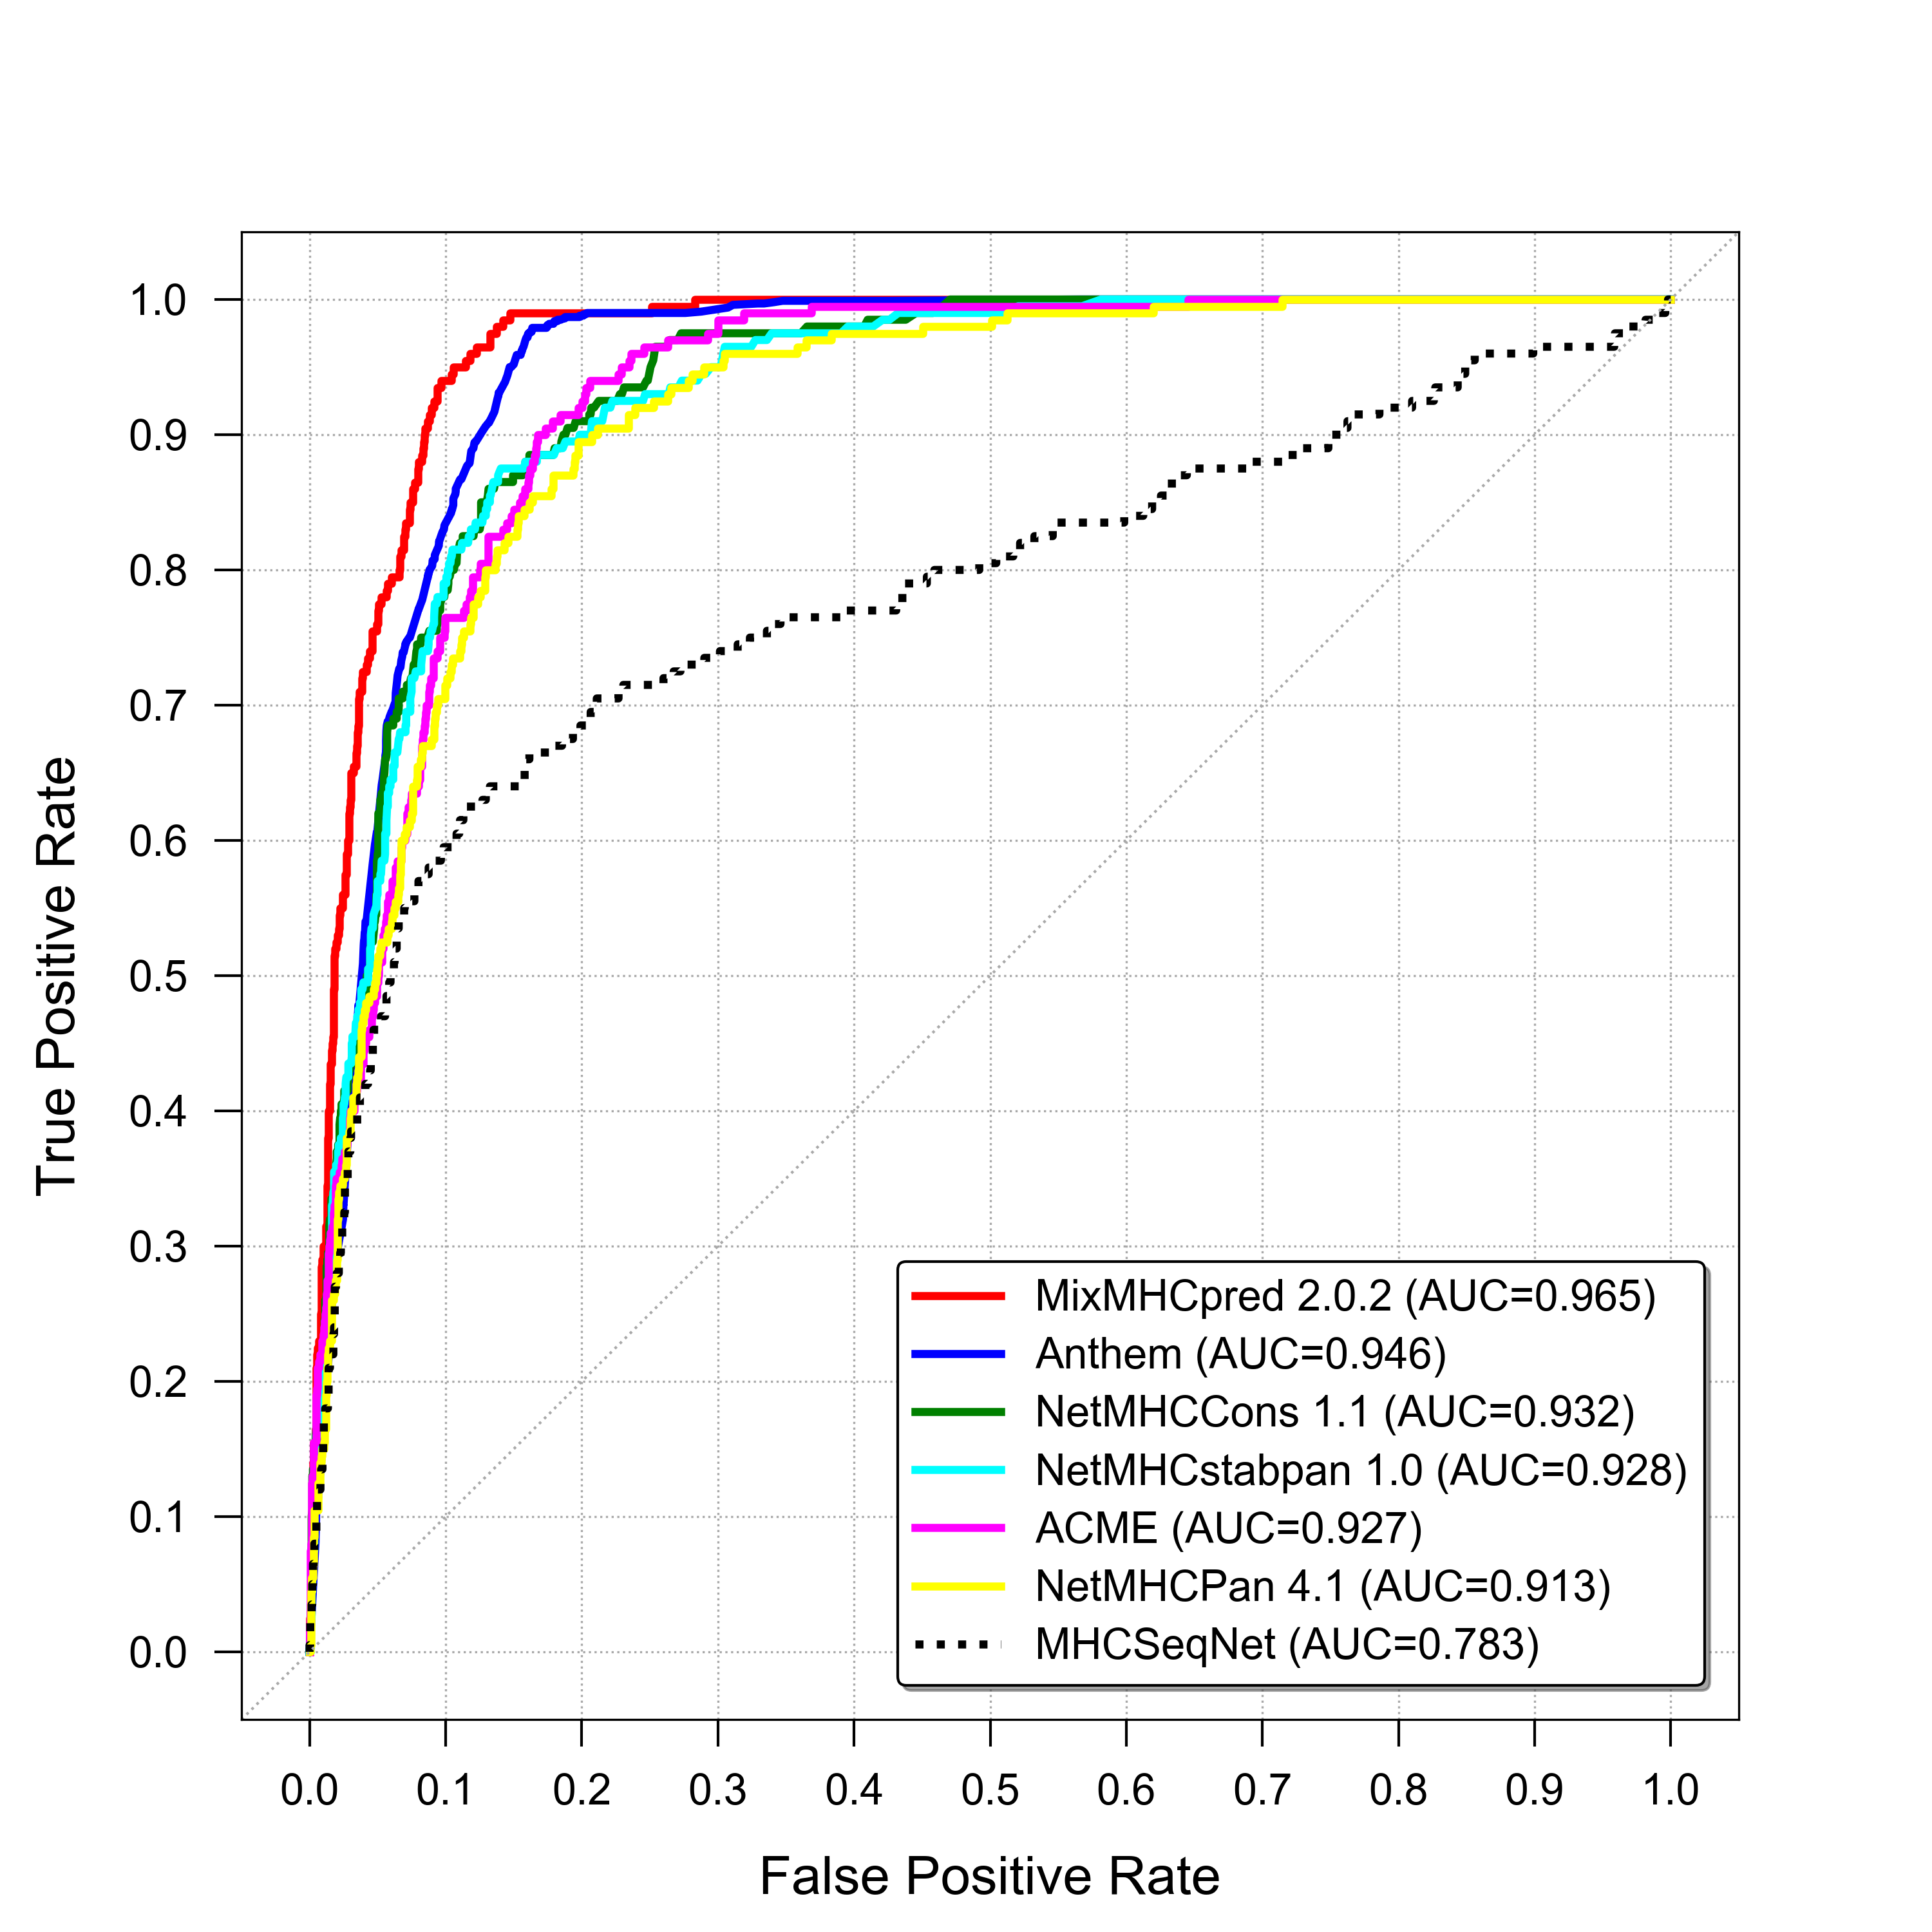 1.0
0.9
0.8
0.7
0.6
0.5
0.4
0.3
0.2
0.1
0.0
True Positive Rate
MixMHCpred 2.0.2 (AUC=0.965)
Anthem (AUC=0.946)
NetMHCCons 1.1 (AUC=0.932)
NetMHCstabpan 1.0 (AUC=0.928)
ACME (AUC=0.927)
NetMHCPan 4.1 (AUC=0.913)
MHCSeqNet (AUC=0.783)
0.0 0.1 0.2 0.3 0.4 0.5 0.6 0.7 0.8 0.9 1.0
False Positive Rate